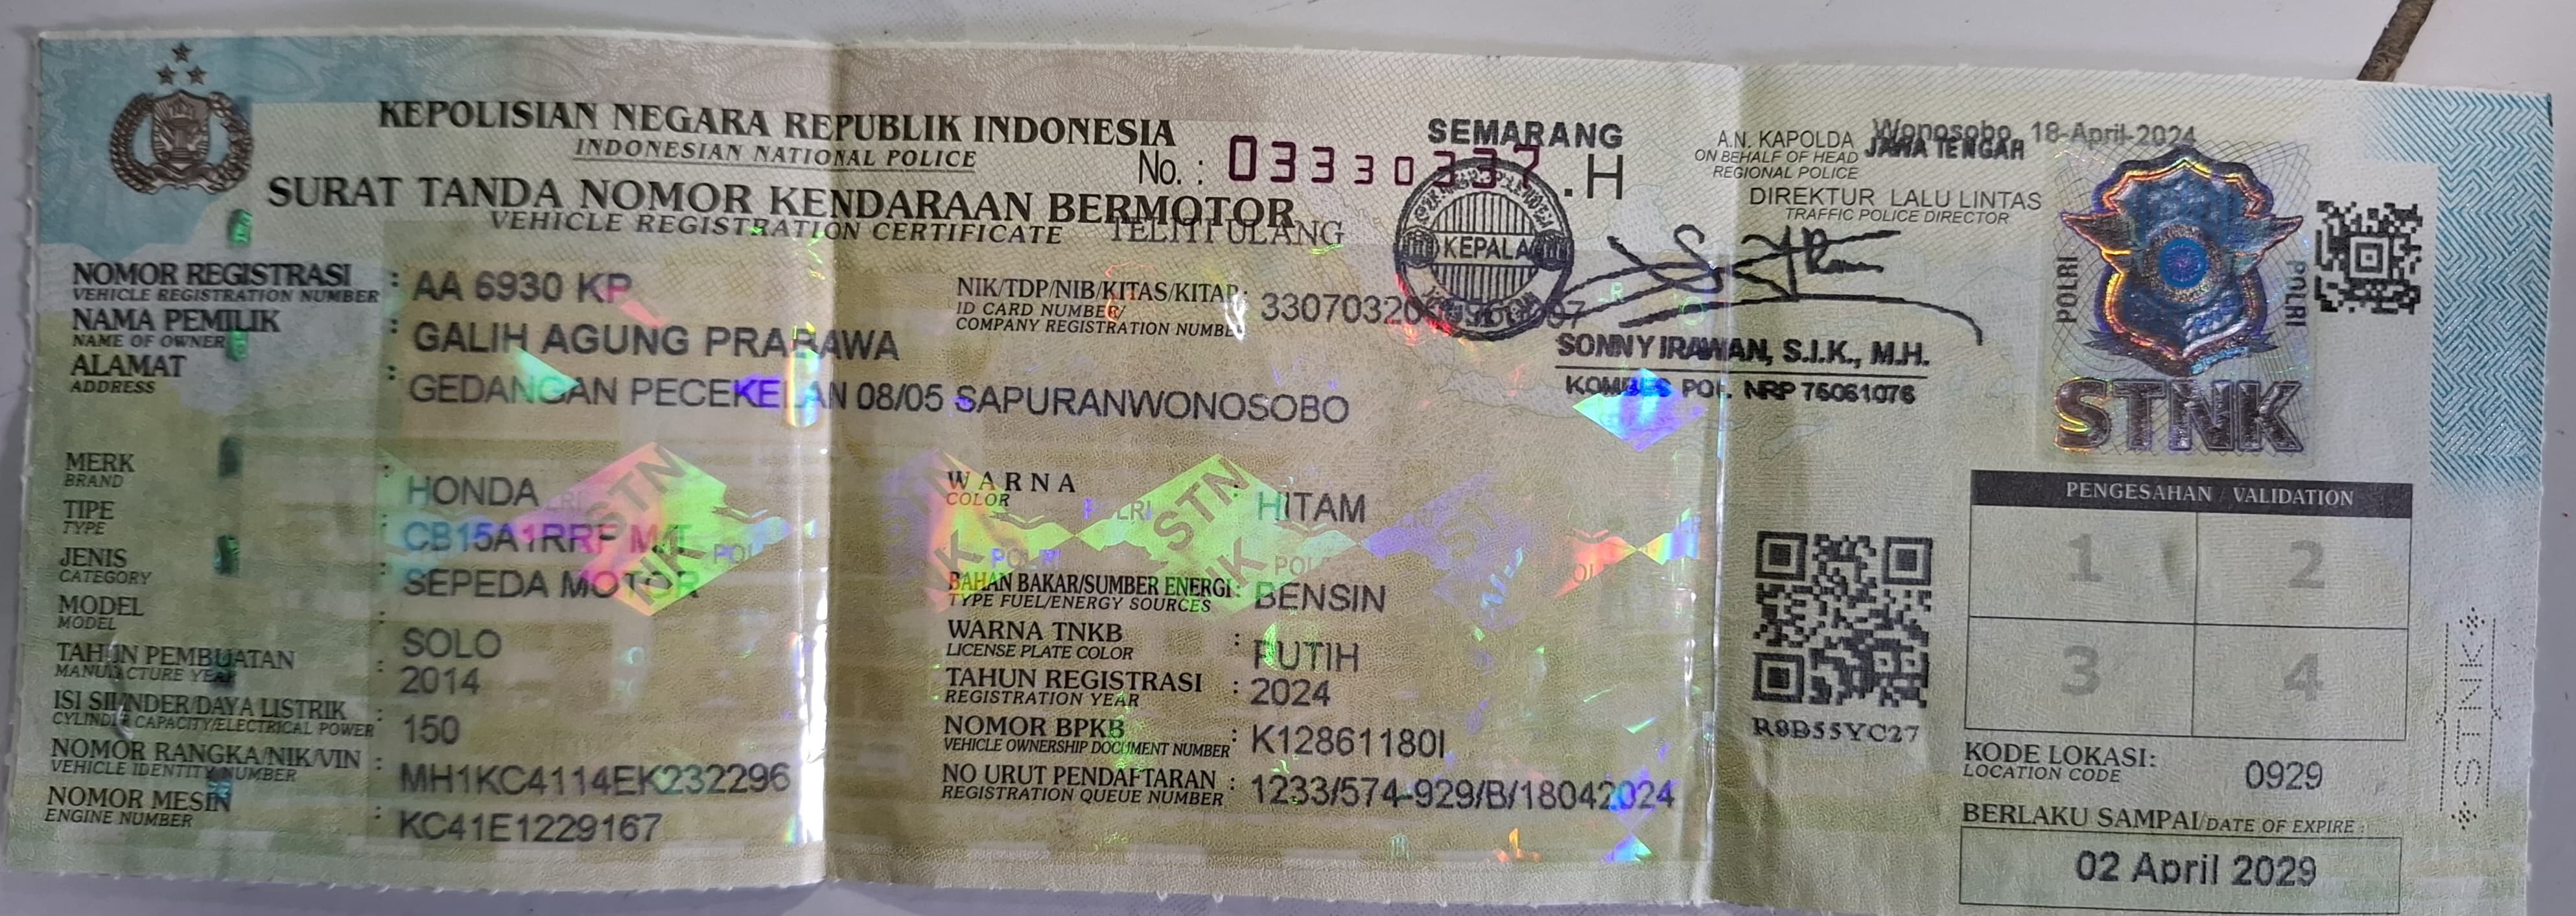 KEPOLISIAN NEGARA REPUBLIK INDONESIA
INDONESIAN NATIONAL POLICE
No. : 03330337 .H
SURAT TANDA NOMOR KENDARAAN BERMOTOR
VEHICLE REGISTRATION CERTIFICATE TELITI ULANG
NOMOR REGISTRASI : AA 6930 KP
VEHICLE REGISTRATION NUMBER
NAMA PEMILIK : GALIH AGUNG PRABAWA
NAME OF OWNER
ALAMAT : GEDANGAN PECEKELAN 08/05 SAPURANWONOSOBO
ADDRESS
MERK : HONDA
BRAND
TIPE : CB15A1RRF M/T
TYPE
JENIS : SEPEDA MOTOR
CATEGORY
MODEL : SOLO
MODEL
TAHUN PEMBUATAN : 2014
MANUFACTURE YEAR
ISI SILINDER/DAYA LISTRIK : 150
CYLINDER CAPACITY/ELECTRICAL POWER
NOMOR RANGKA/NIK/VIN : MH1KC4114EK232296
VEHICLE IDENTITY NUMBER
NOMOR MESIN : KC41E1229167
ENGINE NUMBER
NIK/TDP/NIB/KITAS/KITAP:
ID CARD NUMBER/
COMPANY REGISTRATION NUMBER
WARNA : HITAM
COLOR
BAHAN BAKAR/SUMBER ENERGI : BENSIN
TYPE FUEL/ENERGY SOURCES
WARNA TNKB : PUTIH
LICENSE PLATE COLOR
TAHUN REGISTRASI : 2024
REGISTRATION YEAR
NOMOR BPKB : K12861180I
VEHICLE OWNERSHIP DOCUMENT NUMBER
NO URUT PENDAFTARAN : 1233/574-929/B/18042024
REGISTRATION QUEUE NUMBER
SEMARANG
KEPALA
Wonosobo, 18-April-2024
A.N. KAPOLDA JAWA TENGAH
ON BEHALF OF HEAD
REGIONAL POLICE
DIREKTUR LALU LINTAS
TRAFFIC POLICE DIRECTOR
SONNY IRAWAN, S.I.K., M.H.
KOMBES POL. NRP 75061076
POLRI
POLRI
STNK
R8B55YC27
PENGESAHAN / VALIDATION
1 2
3 4
KODE LOKASI: 0929
LOCATION CODE
BERLAKU SAMPAI/DATE OF EXPIRE :
02 April 2029
STNK